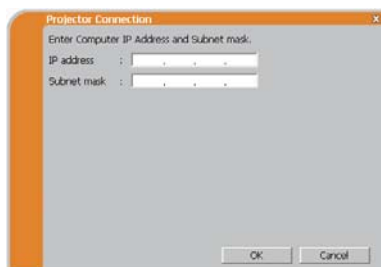 Projector Connection x
Enter Computer IP Address and Subnet mask.
IP address : . . .
Subnet mask : . . .
OK Cancel